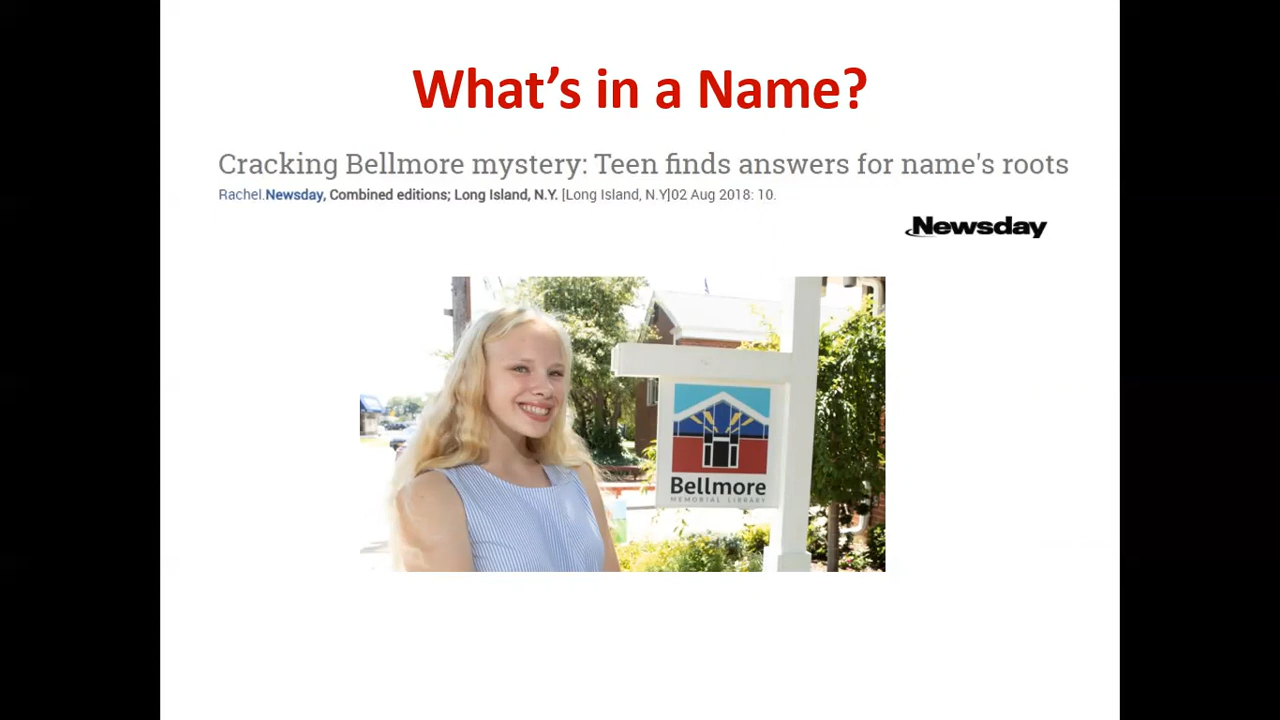 What's in a Name?
Cracking Bellmore mystery: Teen finds answers for name's roots
Rachel.Newsday, Combined editions; Long Island, N.Y. [Long Island, N.Y]02 Aug 2018: 10.
Newsday
Bellmore
MEMORIAL LIBRARY